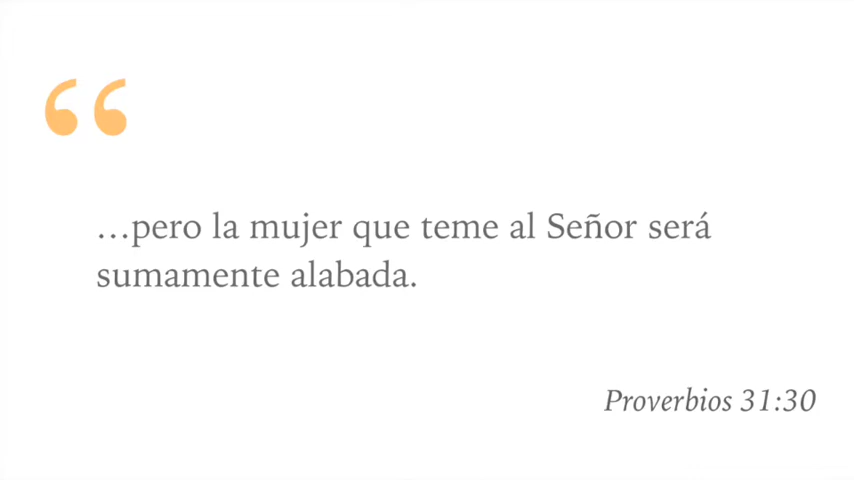 “
…pero la mujer que teme al Señor será
sumamente alabada.
Proverbios 31:30